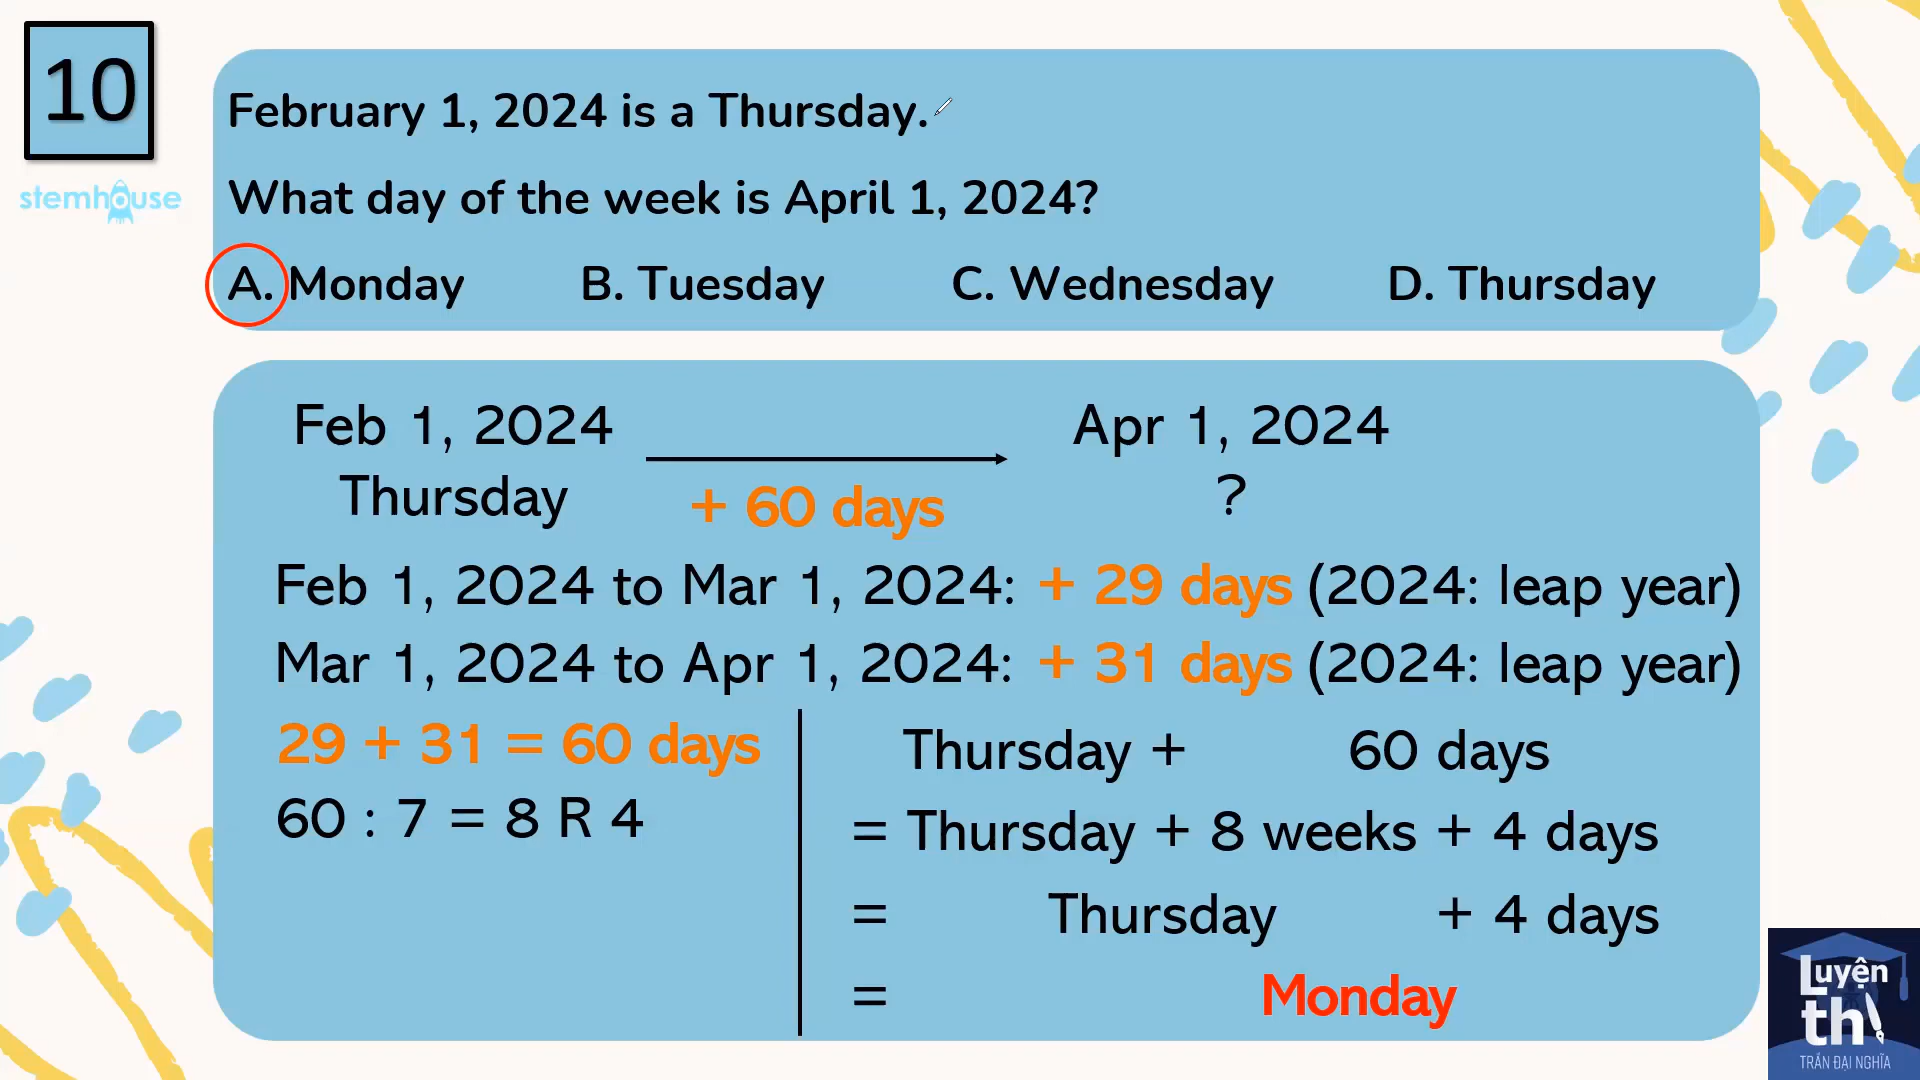 10
stemhouse
February 1, 2024 is a Thursday.
What day of the week is April 1, 2024?
A. Monday B. Tuesday C. Wednesday D. Thursday
Feb 1, 2024 Apr 1, 2024
Thursday + 60 days ?
Feb 1, 2024 to Mar 1, 2024: + 29 days (2024: leap year)
Mar 1, 2024 to Apr 1, 2024: + 31 days (2024: leap year)
29 + 31 = 60 days
60 : 7 = 8 R 4
Thursday + 60 days
= Thursday + 8 weeks + 4 days
= Thursday + 4 days
= Monday
Luyện
thi
TRẦN ĐẠI NGHĨA